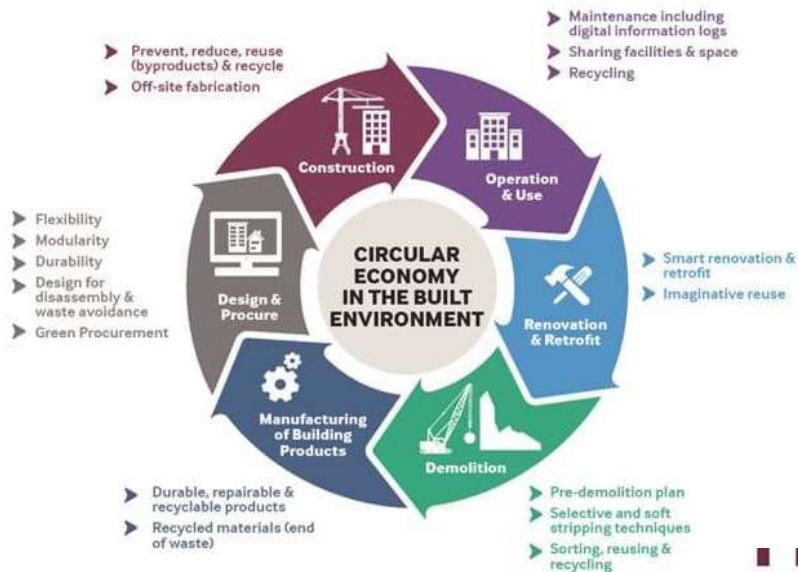 Prevent, reduce, reuse
(byproducts) & recycle
Off-site fabrication
Maintenance including
digital information logs
Sharing facilities & space
Recycling
Construction
Operation
& Use
Flexibility
Modularity
Durability
Design for
disassembly &
waste avoidance
Green Procurement
Design &
Procure
CIRCULAR
ECONOMY
IN THE BUILT
ENVIRONMENT
Smart renovation &
retrofit
Imaginative reuse
Renovation
& Retrofit
Manufacturing
of Building
Products
Demolition
Durable, repairable &
recyclable products
Recycled materials (end
of waste)
Pre-demolition plan
Selective and soft
stripping techniques
Sorting, reusing &
recycling